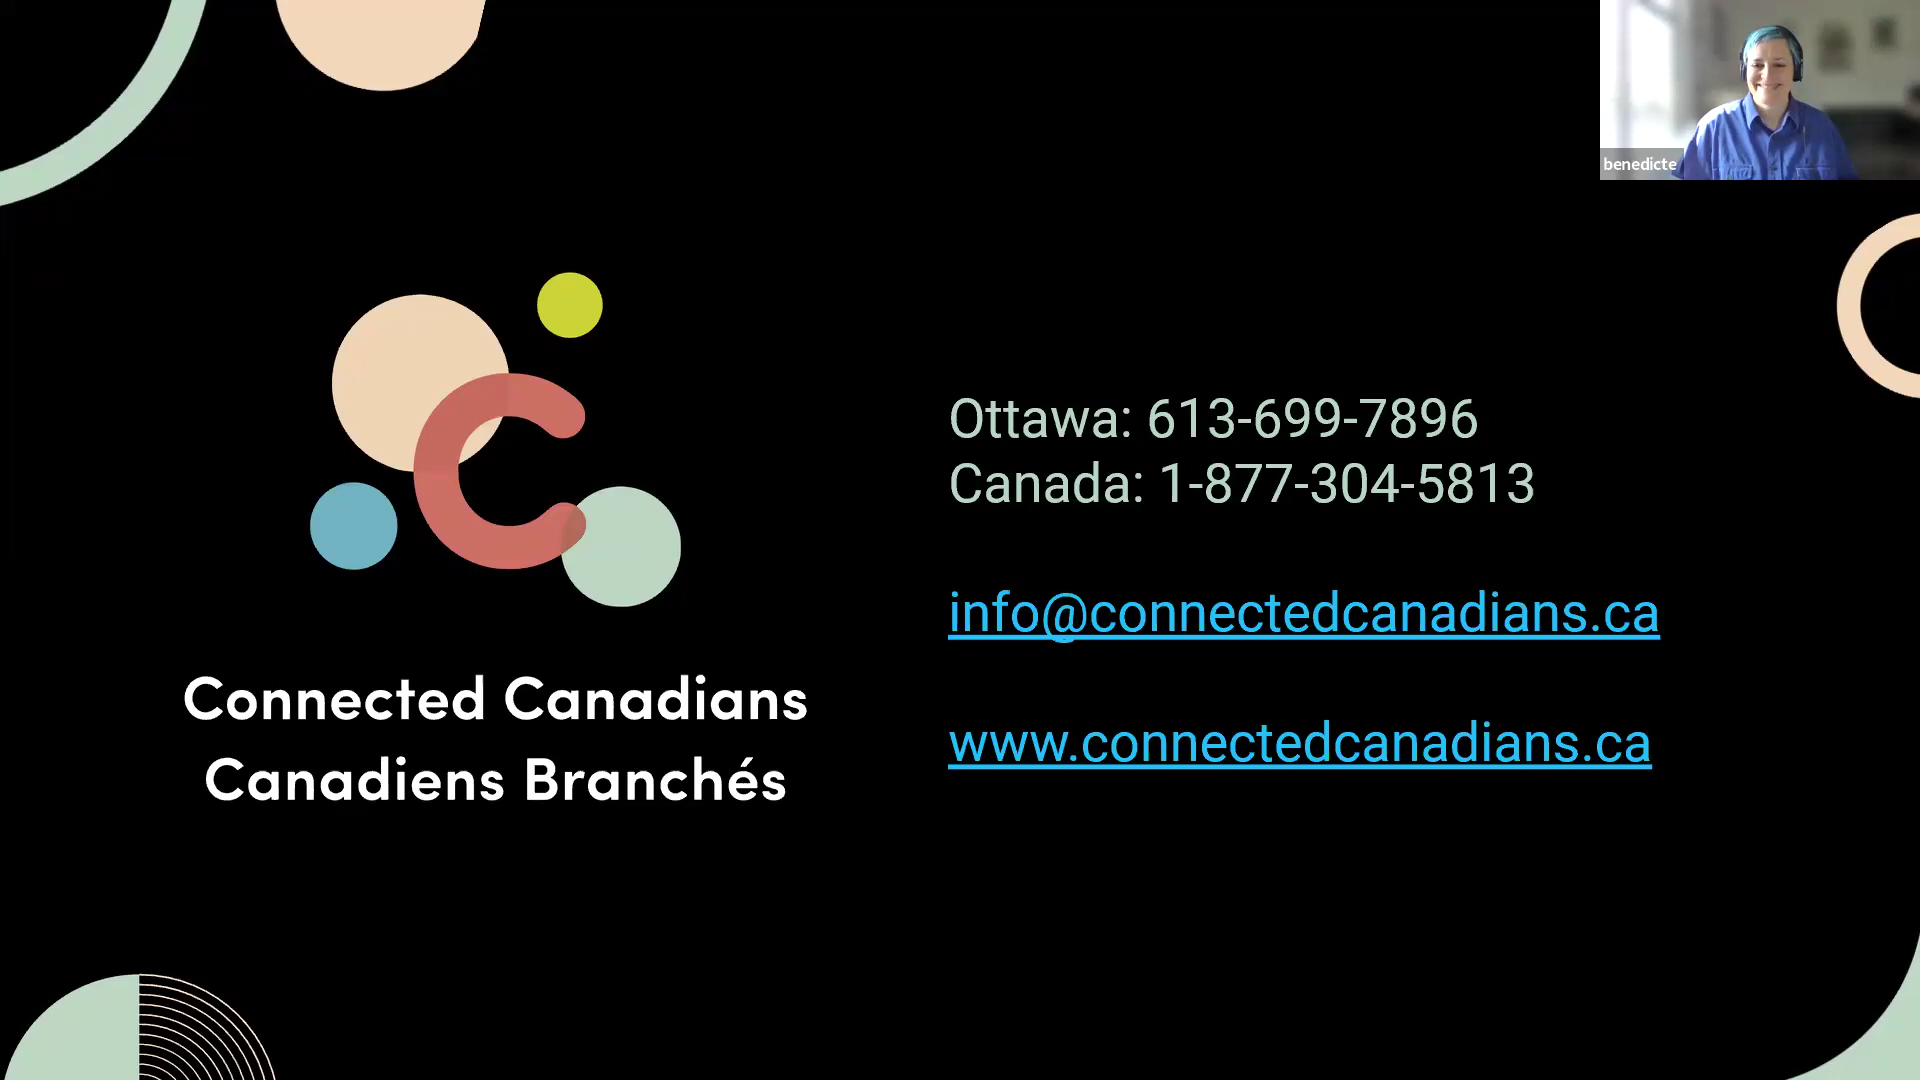 benedicte
Ottawa: 613-699-7896
Canada: 1-877-304-5813
info@connectedcanadians.ca
www.connectedcanadians.ca
Connected Canadians
Canadiens Branchés